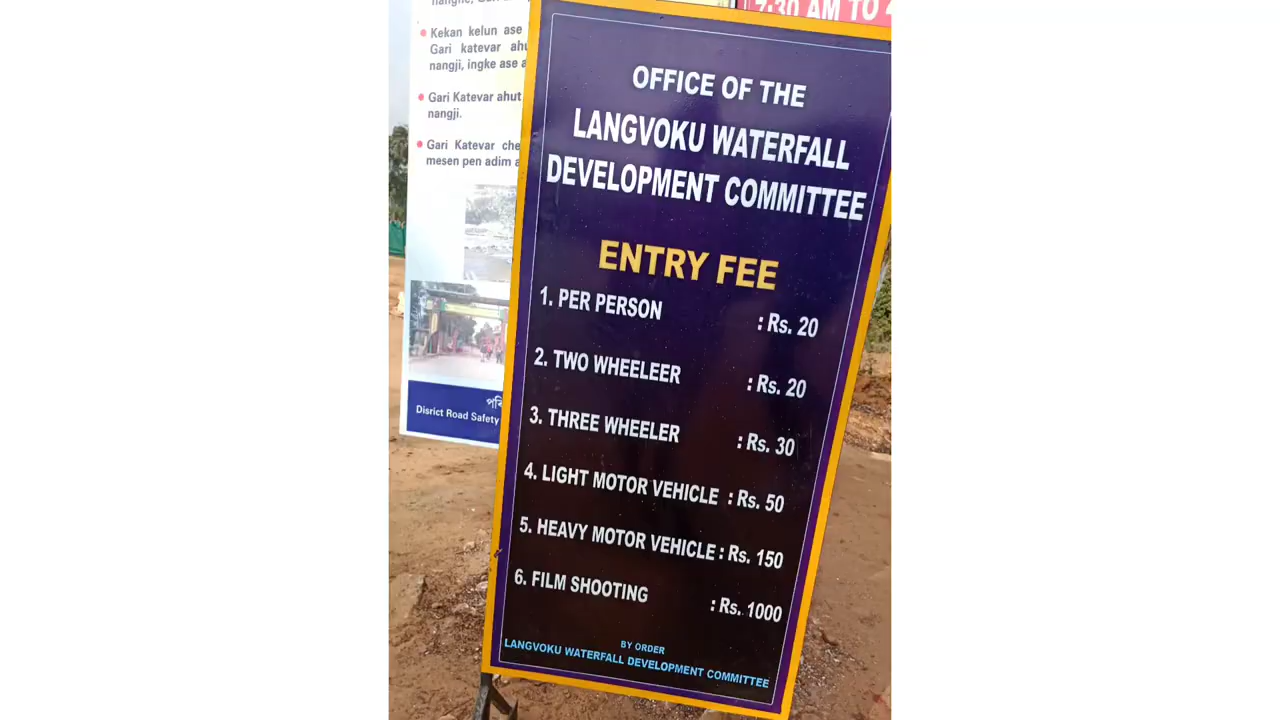 Kekan kelun ase
Gari katevar
nangji, ingke ase
Gari Katevar ahut
nangji.
Gari Katevar
mesen pen adim
Disrict Road Safety
7:30 AM TO
OFFICE OF THE
LANGVOKU WATERFALL
DEVELOPMENT COMMITTEE
ENTRY FEE
1. PER PERSON : Rs. 20
2. TWO WHEELEER : Rs. 20
3. THREE WHEELER : Rs. 30
4. LIGHT MOTOR VEHICLE : Rs. 50
5. HEAVY MOTOR VEHICLE : Rs. 150
6. FILM SHOOTING : Rs. 1000
BY ORDER
LANGVOKU WATERFALL DEVELOPMENT COMMITTEE